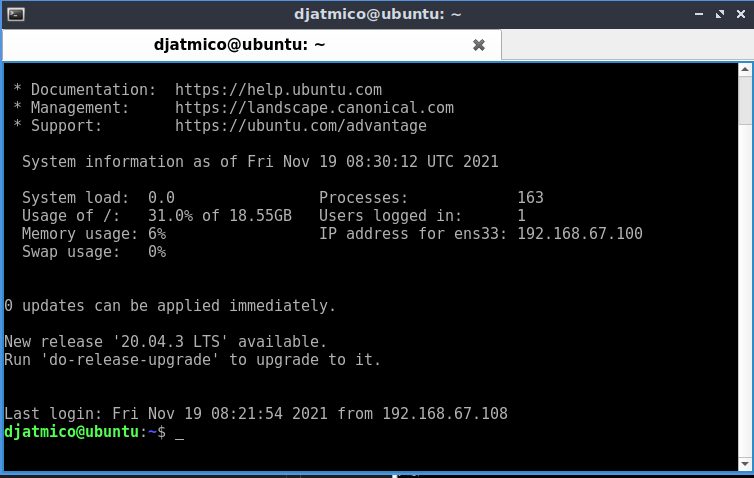 djatmico@ubuntu: ~
djatmico@ubuntu: ~
* Documentation:  https://help.ubuntu.com
* Management:     https://landscape.canonical.com
* Support:        https://ubuntu.com/advantage
System information as of Fri Nov 19 08:30:12 UTC 2021
System load:  0.0                Processes:            163
Usage of /:   31.0% of 18.55GB   Users logged in:      1
Memory usage: 6%                 IP address for ens33: 192.168.67.100
Swap usage:   0%
0 updates can be applied immediately.
New release '20.04.3 LTS' available.
Run 'do-release-upgrade' to upgrade to it.
Last login: Fri Nov 19 08:21:54 2021 from 192.168.67.108
djatmico@ubuntu:~$ _